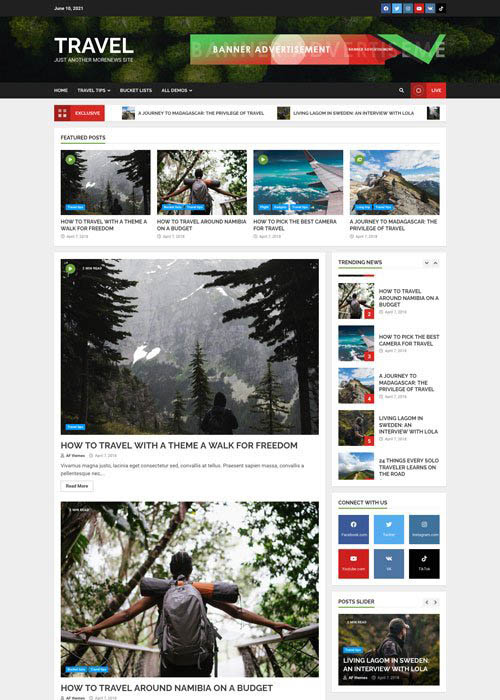 June 10, 2021
TRAVEL
JUST ANOTHER MORENEWS SITE
BANNER ADVERTISEMENT
BANNER ADVERTISEMENT
HOME TRAVEL TIPS BUCKET LISTS ALL DEMOS LIVE
EXCLUSIVE A JOURNEY TO MADAGASCAR: THE PRIVILEGE OF TRAVEL LIVING LAGOM IN SWEDEN: AN INTERVIEW WITH LOLA
FEATURED POSTS
Travel tips
HOW TO TRAVEL WITH A THEME A
WALK FOR FREEDOM
April 7, 2018
Bucket lists Travel tips
HOW TO TRAVEL AROUND NAMIBIA
ON A BUDGET
April 7, 2018
Flight Gadgets Travel tips
HOW TO PICK THE BEST CAMERA
FOR TRAVEL
April 7, 2018
Long trip Travel tips
A JOURNEY TO MADAGASCAR: THE
PRIVILEGE OF TRAVEL
April 7, 2018
2 MIN READ
Travel tips
HOW TO TRAVEL WITH A THEME A WALK FOR FREEDOM
AF themes April 7, 2018
Vivamus magna justo, lacinia eget consectetur sed, convallis at tellus. Praesent sapien massa, convallis a
pellentesque nec,...
Read More
2 MIN READ
Bucket lists Travel tips
HOW TO TRAVEL AROUND NAMIBIA ON A BUDGET
AF themes April 7, 2018
TRENDING NEWS
HOW TO TRAVEL
AROUND NAMIBIA ON A
BUDGET
April 7, 2018
2
HOW TO PICK THE BEST
CAMERA FOR TRAVEL
April 7, 2018
3
A JOURNEY TO
MADAGASCAR: THE
PRIVILEGE OF TRAVEL
April 7, 2018
4
LIVING LAGOM IN
SWEDEN: AN
INTERVIEW WITH LOLA
April 7, 2018
5
24 THINGS EVERY SOLO
TRAVELER LEARNS ON
THE ROAD
CONNECT WITH US
Facebook.com Twitter Instagram.com
Youtube.com VK TikTok
POSTS SLIDER
2 MIN READ
Travel tips
LIVING LAGOM IN SWEDEN:
AN INTERVIEW WITH LOLA
AF themes April 7, 2018